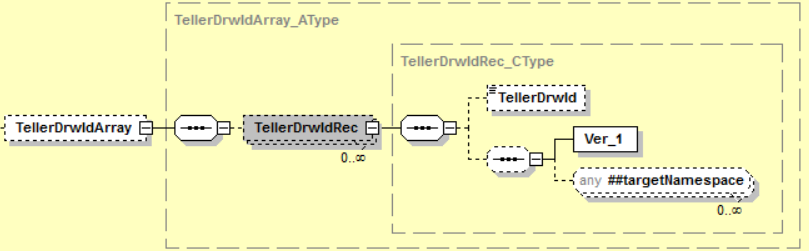 TellerDrwIdArray_AType
TellerDrwIdRec_CType
TellerDrwId
TellerDrwIdArray
TellerDrwIdRec
0..∞
Ver_1
any ##targetNamespace
0..∞